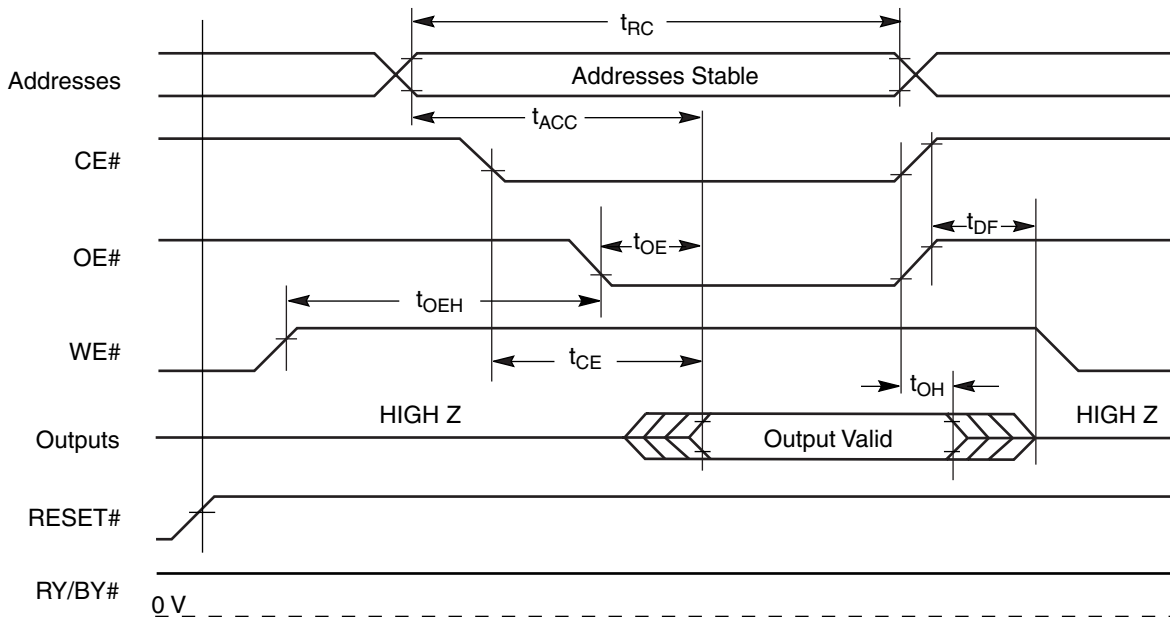 tRC
Addresses
Addresses Stable
tACC
CE#
tDF
OE#
tOE
tOEH
WE#
tCE
tOH
HIGH Z
HIGH Z
Outputs
Output Valid
RESET#
RY/BY#
0 V